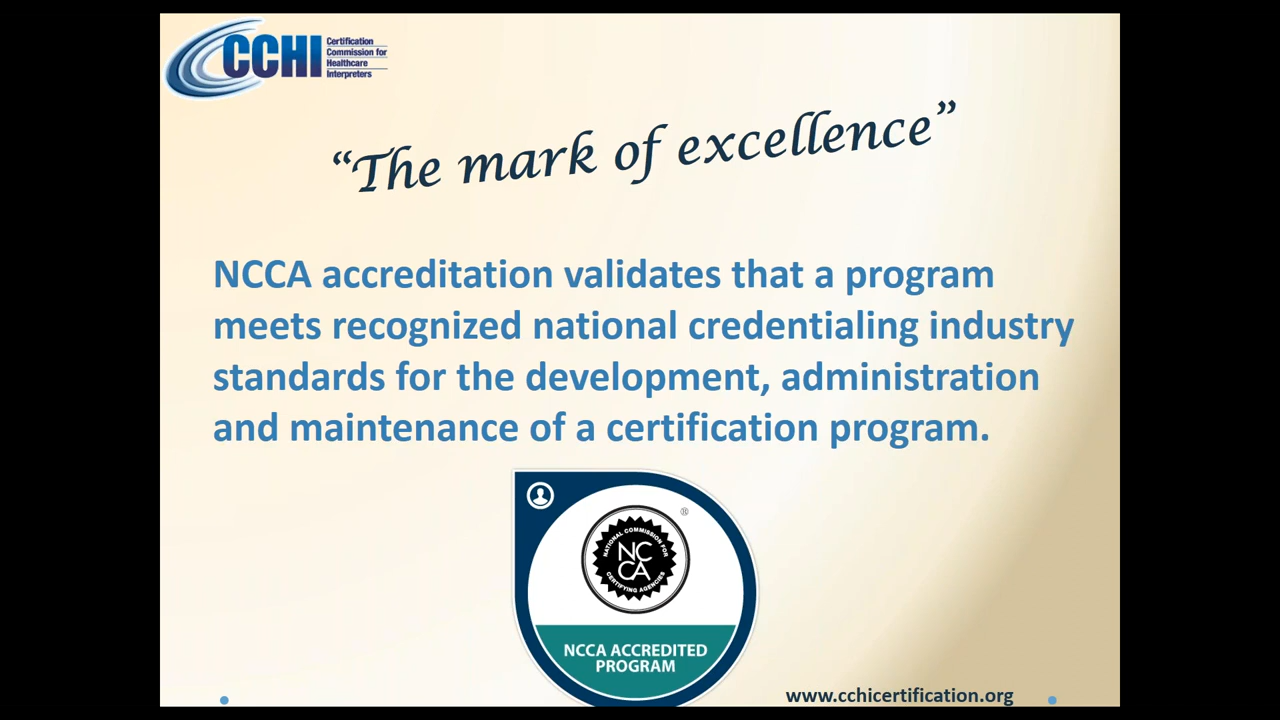 CCHI
Certification
Commission for
Healthcare
Interpreters
“The mark of excellence”
NCCA accreditation validates that a program
meets recognized national credentialing industry
standards for the development, administration
and maintenance of a certification program.
®
NATIONAL COMMISSION FOR
NC
CA
CERTIFYING AGENCIES
NCCA ACCREDITED
PROGRAM
www.cchicertification.org